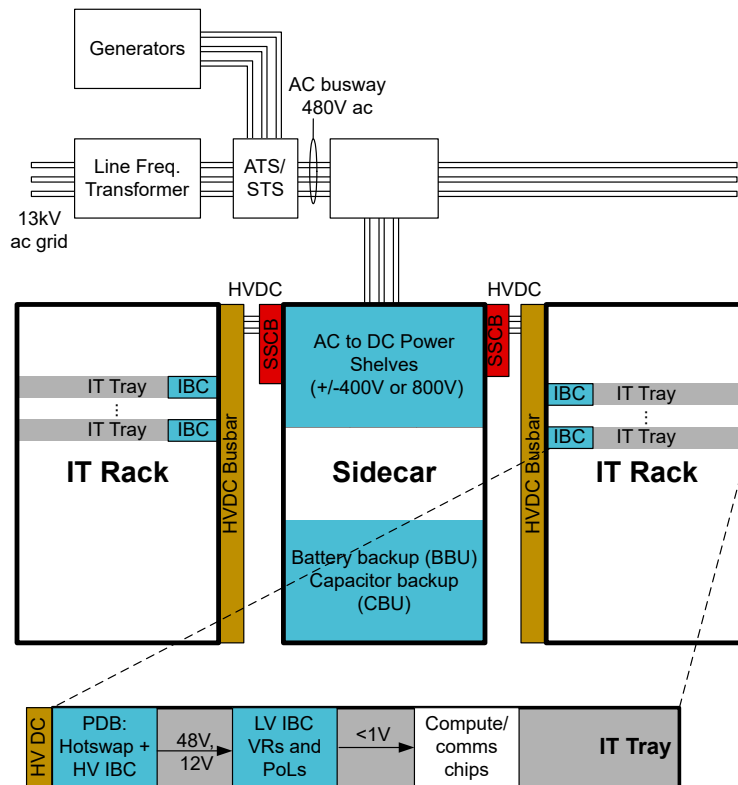 Generators
AC busway
480V ac
Line Freq.
Transformer
ATS/
STS
13kV
ac grid
HVDC
HVDC
SSCB
SSCB
AC to DC Power
Shelves
(+/-400V or 800V)
IT Tray
IBC
...
IT Tray
IBC
IT Rack
HVDC Busbar
Sidecar
Battery backup (BBU)
Capacitor backup
(CBU)
HVDC Busbar
IBC
IT Tray
...
IBC
IT Tray
IT Rack
HV DC
PDB:
Hotswap +
HV IBC
48V,
12V
LV IBC
VRs and
PoLs
<1V
Compute/
comms
chips
IT Tray